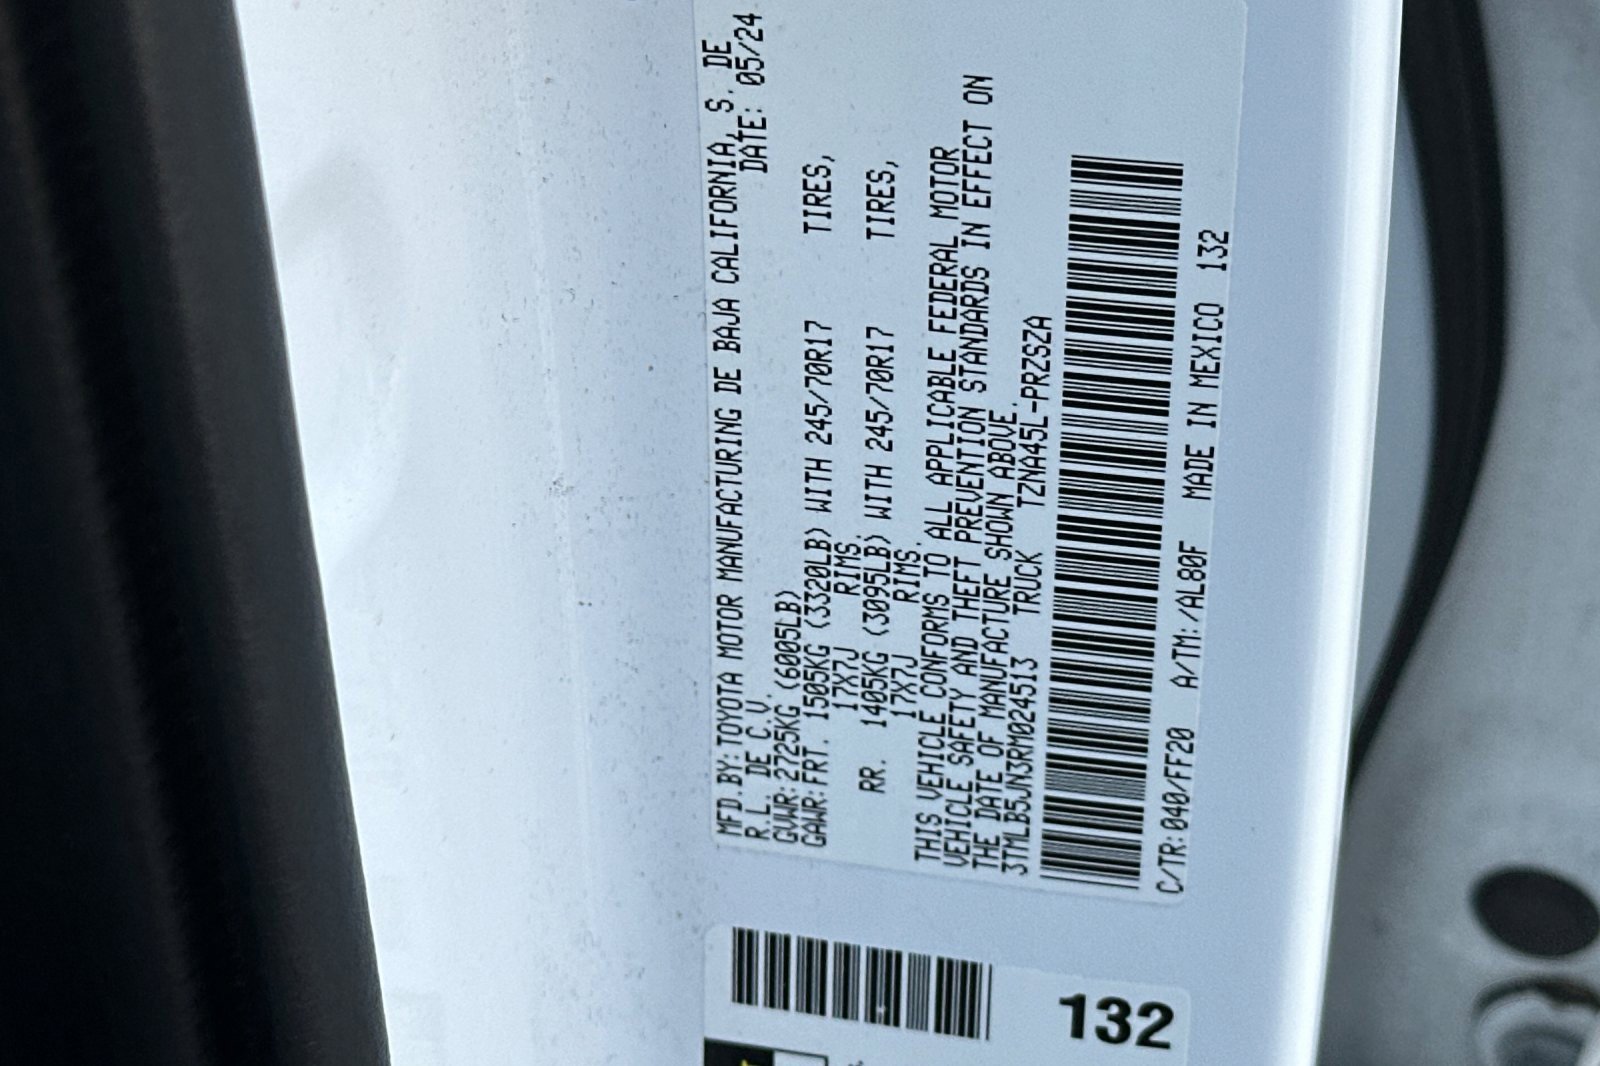 MFD.BY:TOYOTA MOTOR MANUFACTURING DE BAJA CALIFORNIA, S. DE
R.L. DE C.V. DATE: 05/24
GVWR:2725KG (6005LB)
GAWR:FRT. 1505KG (3320LB) WITH 245/70R17 TIRES,
17X7J RIMS,
RR. 1405KG (3095LB) WITH 245/70R17 TIRES,
17X7J RIMS.
THIS VEHICLE CONFORMS TO ALL APPLICABLE FEDERAL MOTOR
VEHICLE SAFETY AND THEFT PREVENTION STANDARDS IN EFFECT ON
THE DATE OF MANUFACTURE SHOWN ABOVE.
3TMLB5JN3RM024513 TRUCK TZNA45L-PRZSZA
C/TR:040/FF20 A/TM:/AL80F MADE IN MEXICO 132
132